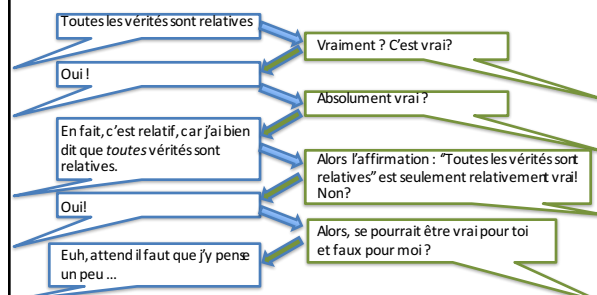 Toutes les vérités sont relatives
Vraiment ? C'est vrai?
Oui !
Absolument vrai ?
En fait, c'est relatif, car j'ai bien
dit que toutes vérités sont
relatives.
Alors l'affirmation : "Toutes les vérités sont
relatives" est seulement relativement vrai!
Non?
Oui!
Alors, se pourrait être vrai pour toi
et faux pour moi ?
Euh, attend il faut que j'y pense
un peu ...